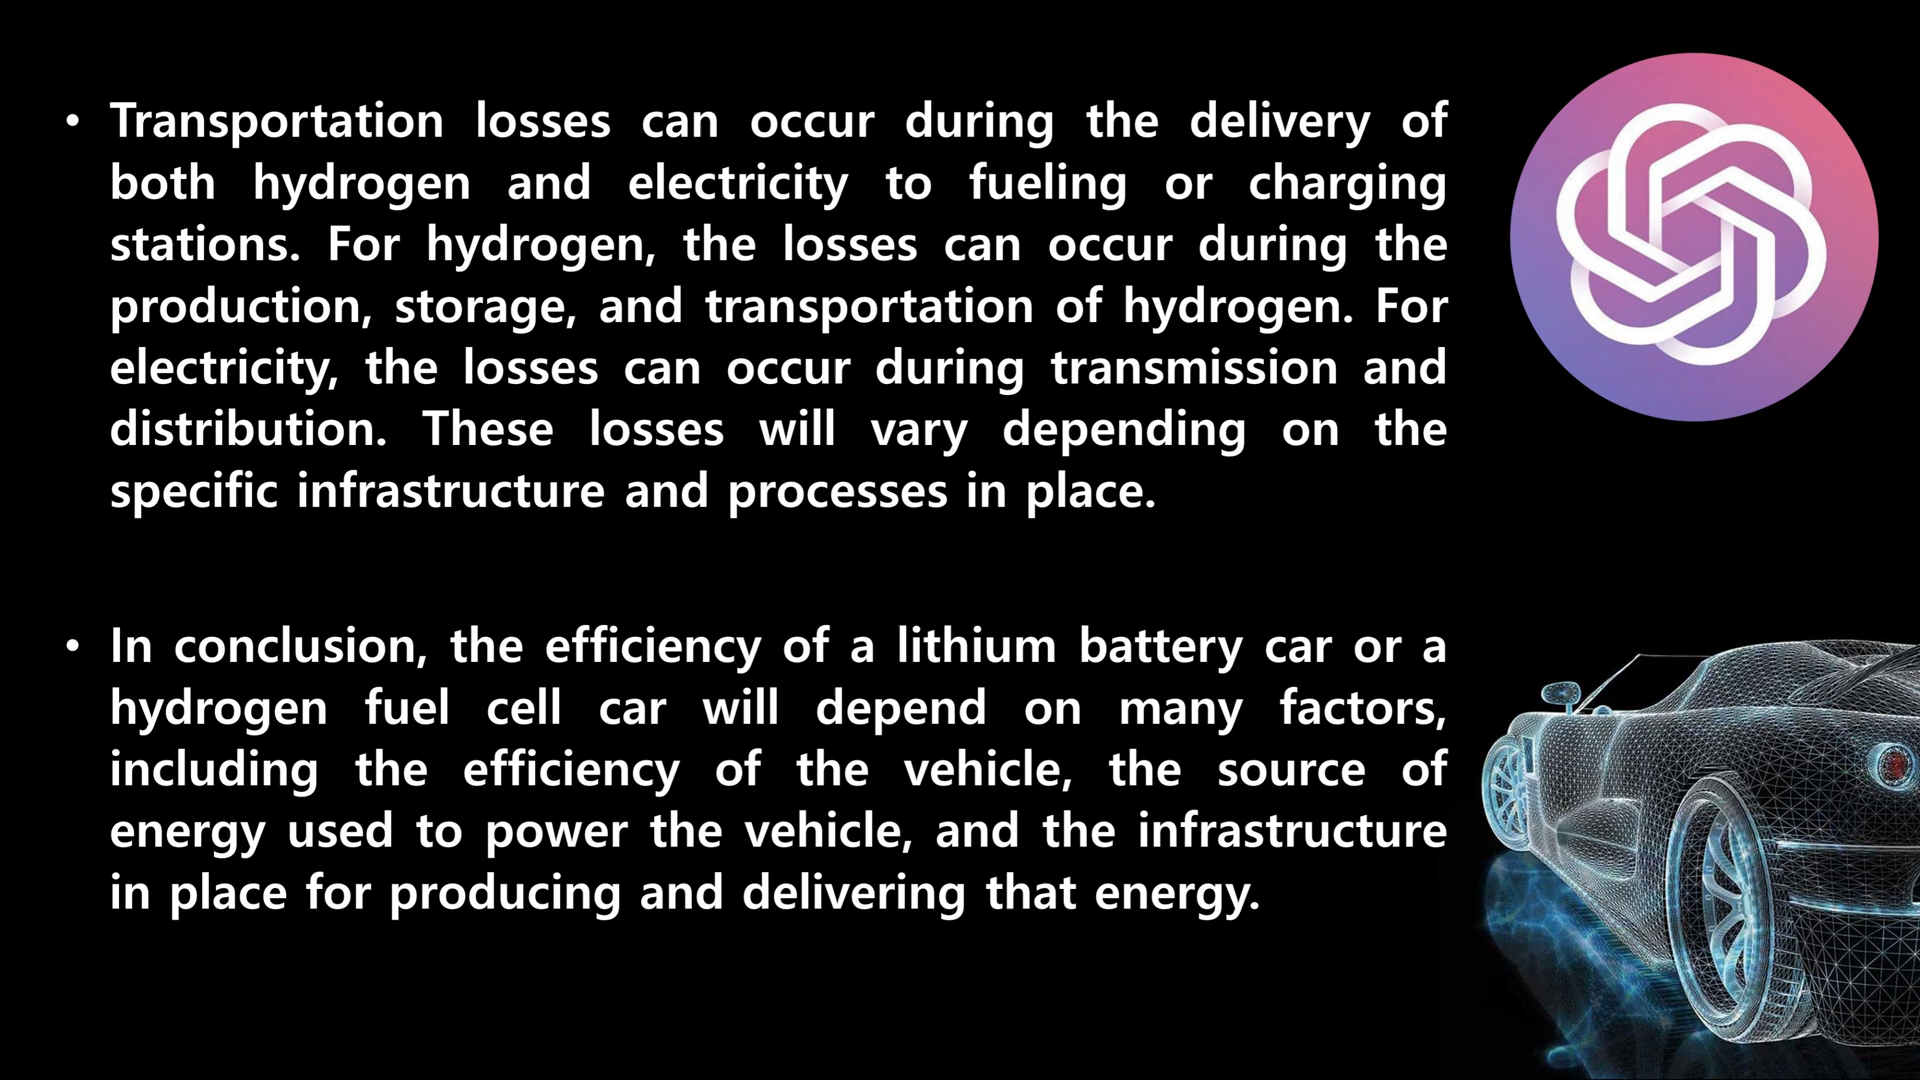 • Transportation losses can occur during the delivery of
both hydrogen and electricity to fueling or charging
stations. For hydrogen, the losses can occur during the
production, storage, and transportation of hydrogen. For
electricity, the losses can occur during transmission and
distribution. These losses will vary depending on the
specific infrastructure and processes in place.
• In conclusion, the efficiency of a lithium battery car or a
hydrogen fuel cell car will depend on many factors,
including the efficiency of the vehicle, the source of
energy used to power the vehicle, and the infrastructure
in place for producing and delivering that energy.